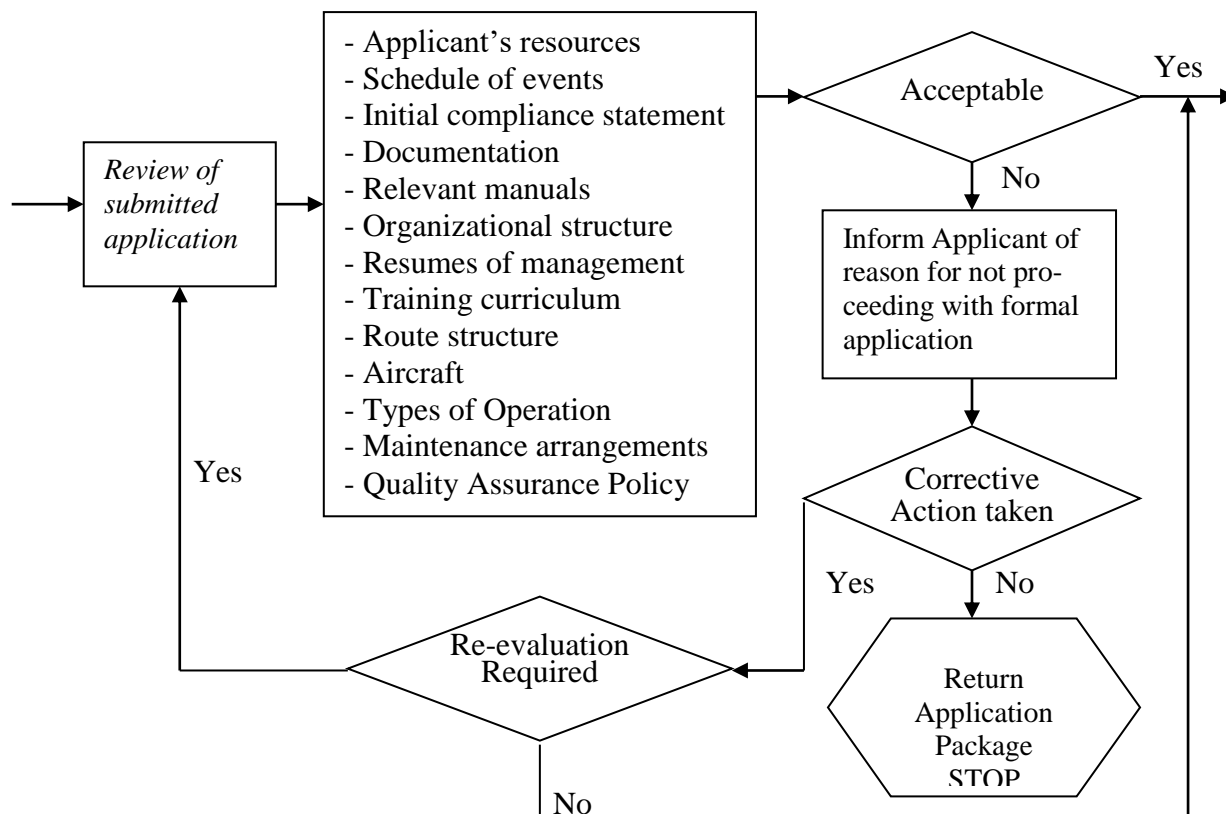 Review of
submitted
application
- Applicant’s resources
- Schedule of events
- Initial compliance statement
- Documentation
- Relevant manuals
- Organizational structure
- Resumes of management
- Training curriculum
- Route structure
- Aircraft
- Types of Operation
- Maintenance arrangements
- Quality Assurance Policy
Acceptable
Yes
No
Inform Applicant of
reason for not pro-
ceeding with formal
application
Corrective
Action taken
Yes
No
Yes
Re-evaluation
Required
No
Return
Application
Package
STOP